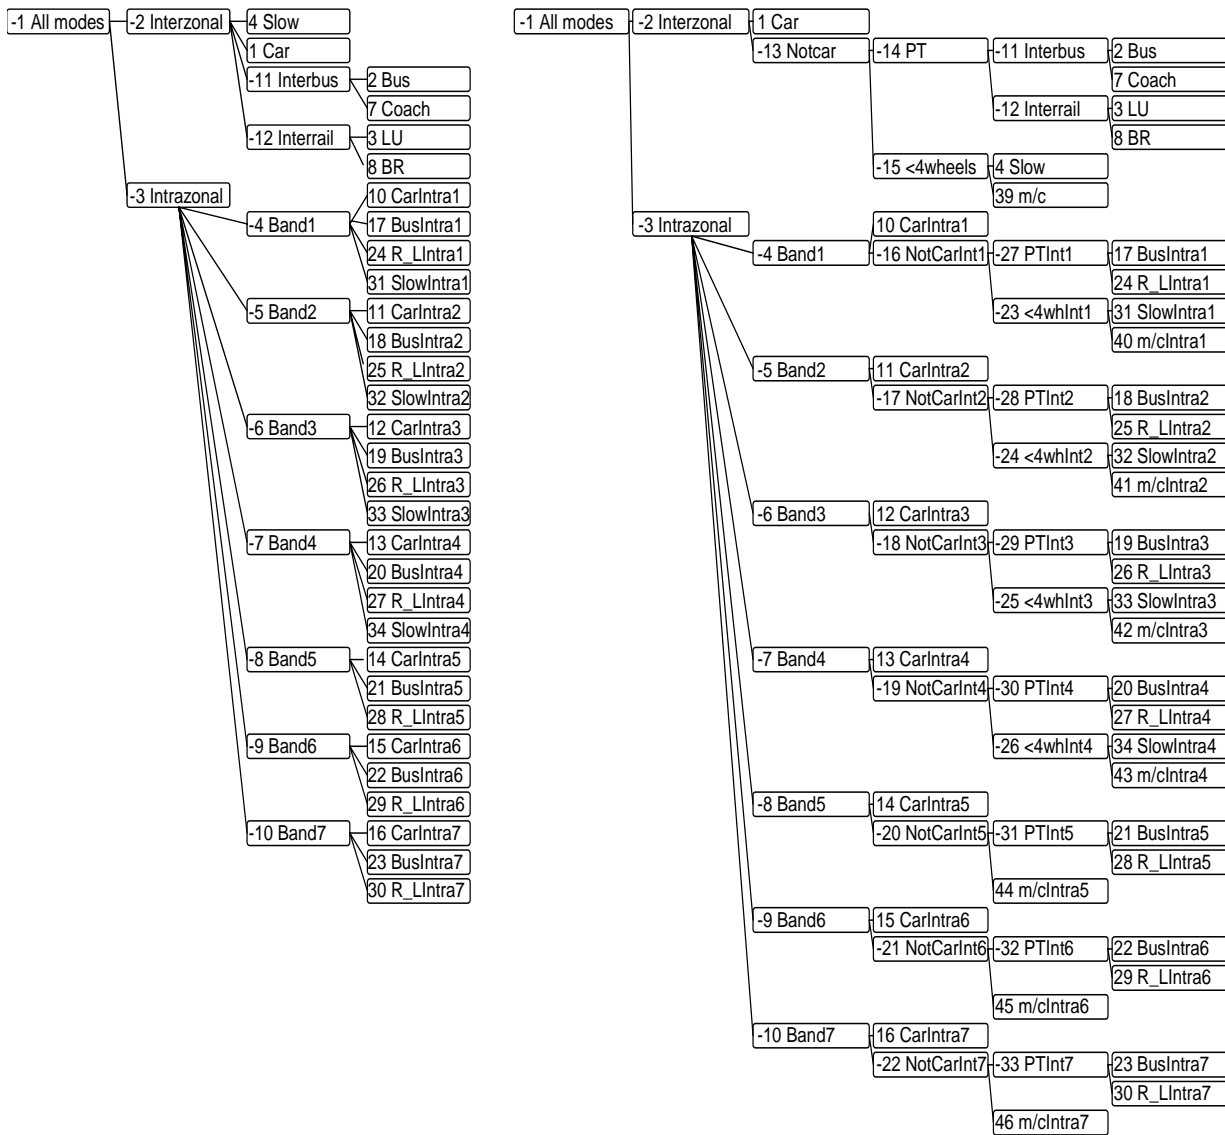 -1 All modes
-2 Interzonal
4 Slow
1 Car
-11 Interbus
2 Bus
7 Coach
-12 Interrail
3 LU
8 BR
-3 Intrazonal
10 CarIntra1
-4 Band1
17 BusIntra1
24 R_LIntra1
31 SlowIntra1
-5 Band2
11 CarIntra2
18 BusIntra2
25 R_LIntra2
32 SlowIntra2
-6 Band3
12 CarIntra3
19 BusIntra3
26 R_LIntra3
33 SlowIntra3
-7 Band4
13 CarIntra4
20 BusIntra4
27 R_LIntra4
34 SlowIntra4
-8 Band5
14 CarIntra5
21 BusIntra5
28 R_LIntra5
-9 Band6
15 CarIntra6
22 BusIntra6
29 R_LIntra6
-10 Band7
16 CarIntra7
23 BusIntra7
30 R_LIntra7
-1 All modes
-2 Interzonal
1 Car
-13 Notcar
-14 PT
-11 Interbus
2 Bus
7 Coach
-12 Interrail
3 LU
8 BR
-15 <4wheels
4 Slow
39 m/c
-3 Intrazonal
10 CarIntra1
-4 Band1
-16 NotCarInt1
-27 PTInt1
17 BusIntra1
24 R_LIntra1
-23 <4whInt1
31 SlowIntra1
40 m/cIntra1
-5 Band2
11 CarIntra2
-17 NotCarInt2
-28 PTInt2
18 BusIntra2
25 R_LIntra2
-24 <4whInt2
32 SlowIntra2
41 m/cIntra2
-6 Band3
12 CarIntra3
-18 NotCarInt3
-29 PTInt3
19 BusIntra3
26 R_LIntra3
-25 <4whInt3
33 SlowIntra3
42 m/cIntra3
-7 Band4
13 CarIntra4
-19 NotCarInt4
-30 PTInt4
20 BusIntra4
27 R_LIntra4
-26 <4whInt4
34 SlowIntra4
43 m/cIntra4
-8 Band5
14 CarIntra5
-20 NotCarInt5
-31 PTInt5
21 BusIntra5
28 R_LIntra5
44 m/cIntra5
-9 Band6
15 CarIntra6
-21 NotCarInt6
-32 PTInt6
22 BusIntra6
29 R_LIntra6
45 m/cIntra6
-10 Band7
16 CarIntra7
-22 NotCarInt7
-33 PTInt7
23 BusIntra7
30 R_LIntra7
46 m/cIntra7